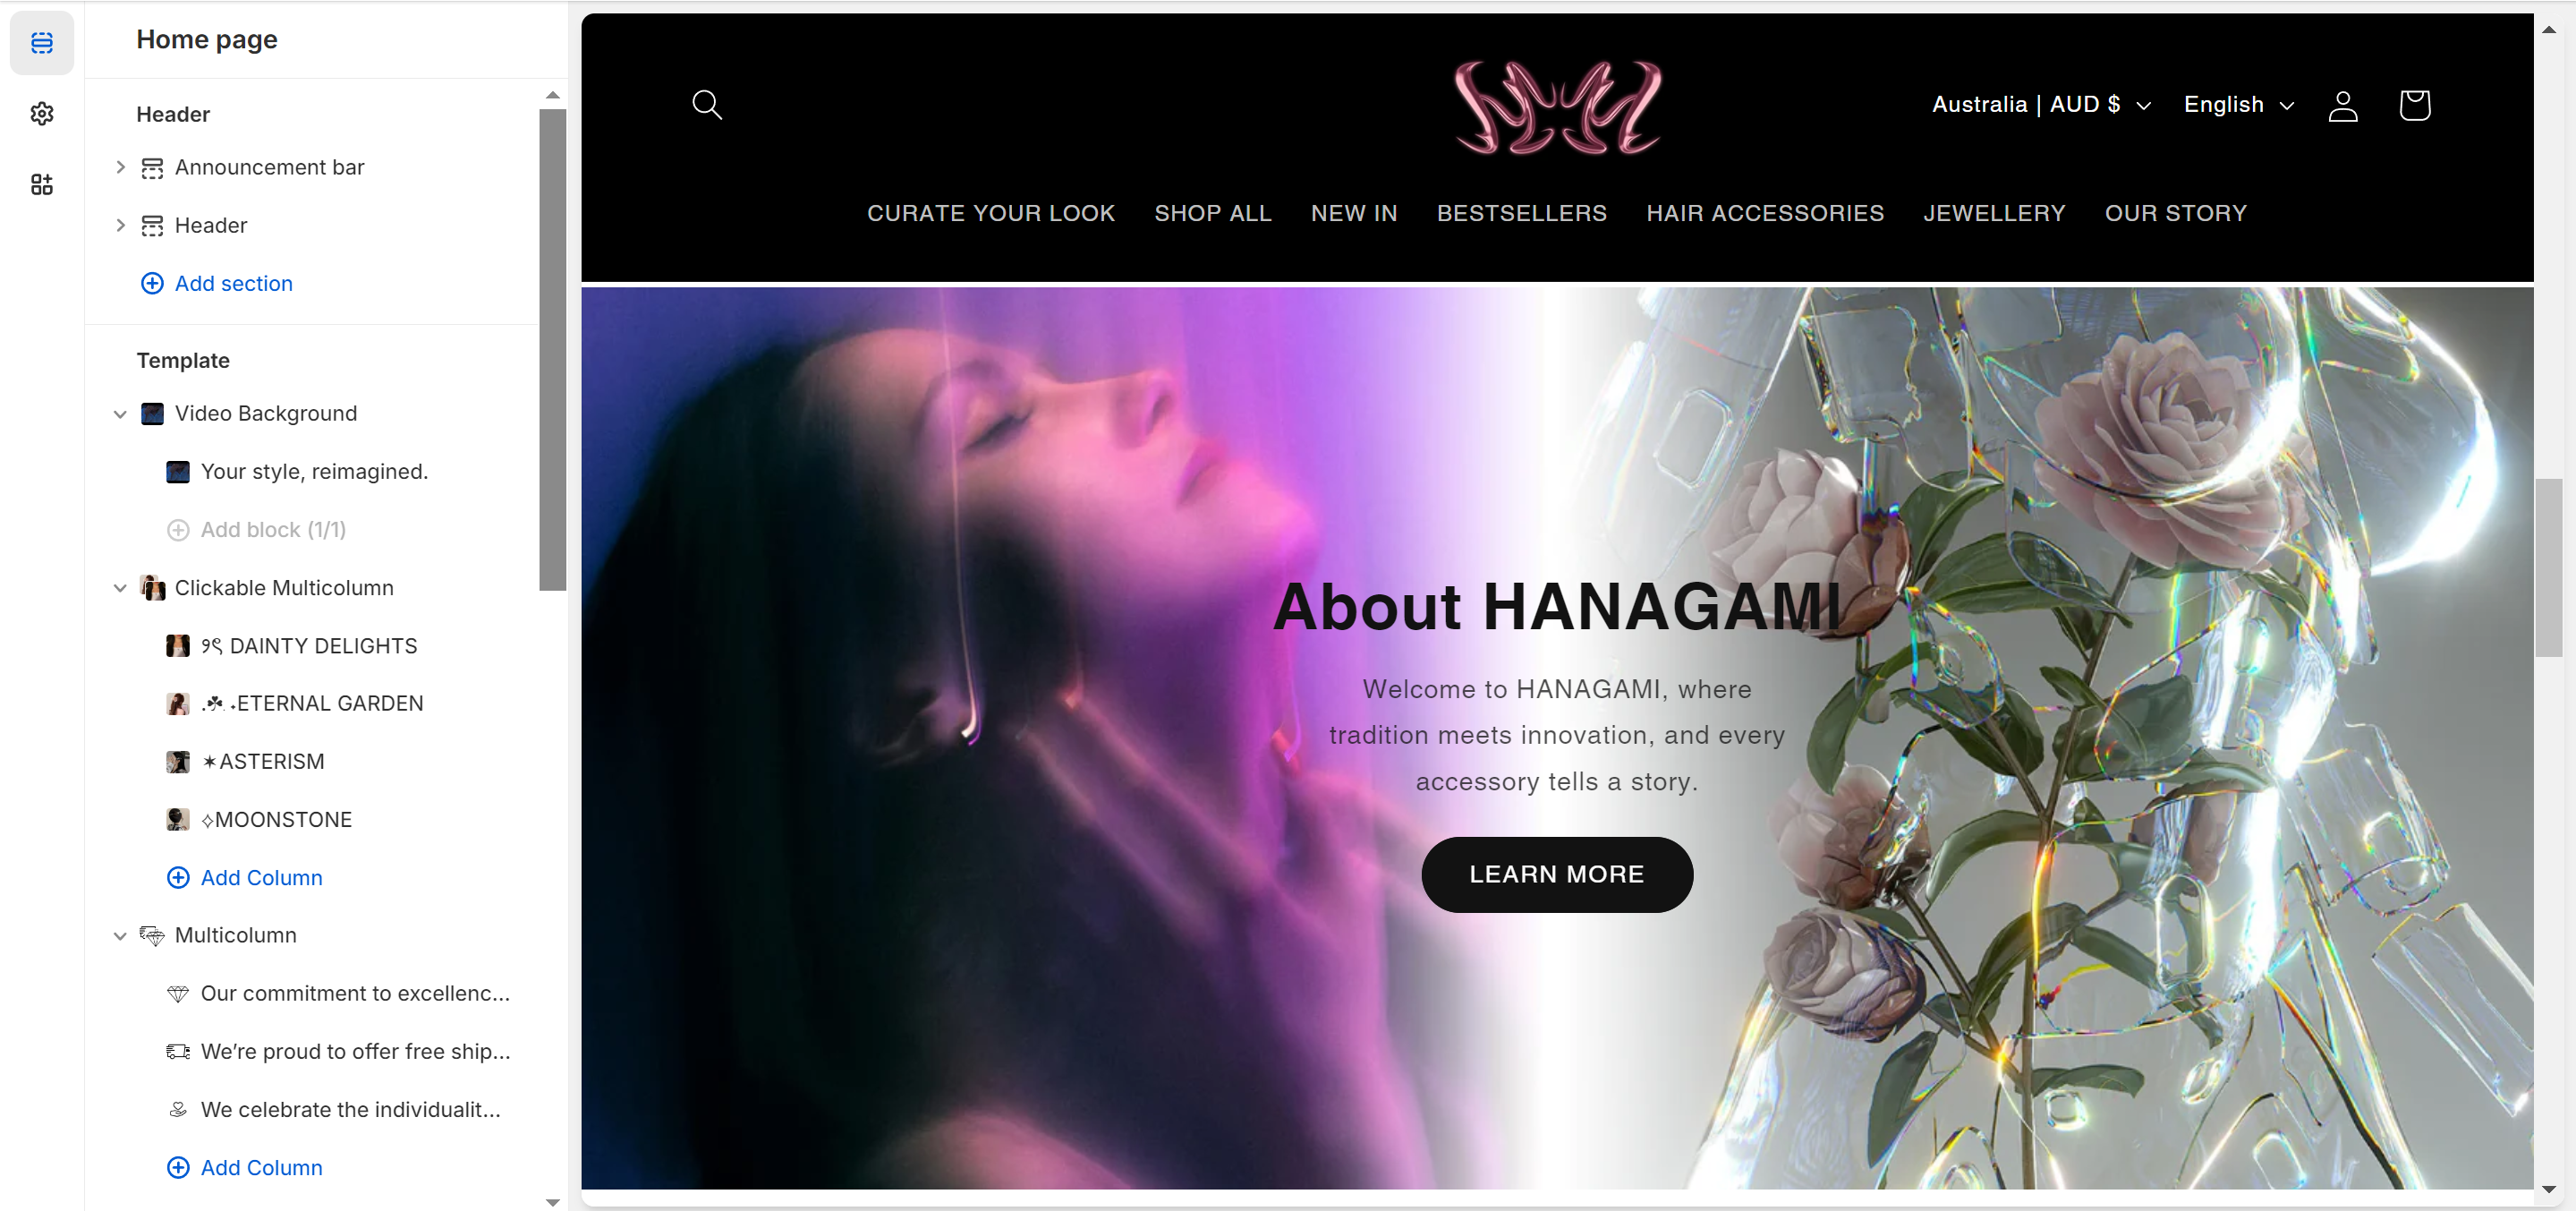 Home page
Header
Announcement bar
Header
Add section
Template
Video Background
Your style, reimagined.
Add block (1/1)
Clickable Multicolumn
୨ৎ DAINTY DELIGHTS
.☘︎ ݁˖ETERNAL GARDEN
✶ASTERISM
⟡MOONSTONE
Add Column
Multicolumn
Our commitment to excellenc...
We’re proud to offer free ship...
We celebrate the individualit...
Add Column
Australia | AUD $
English
CURATE YOUR LOOK SHOP ALL NEW IN BESTSELLERS HAIR ACCESSORIES JEWELLERY OUR STORY
About HANAGAMI
Welcome to HANAGAMI, where
tradition meets innovation, and every
accessory tells a story.
LEARN MORE